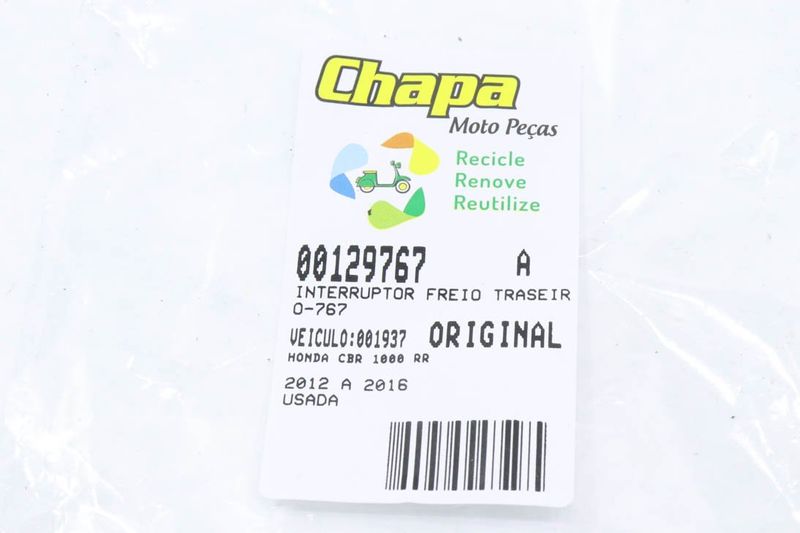 Chapa
Moto Peças
Recicle
Renove
Reutilize
00129767 A
INTERRUPTOR FREIO TRASEIR
O-767
VEICULO:001937 ORIGINAL
HONDA CBR 1000 RR
2012 A 2016
USADA